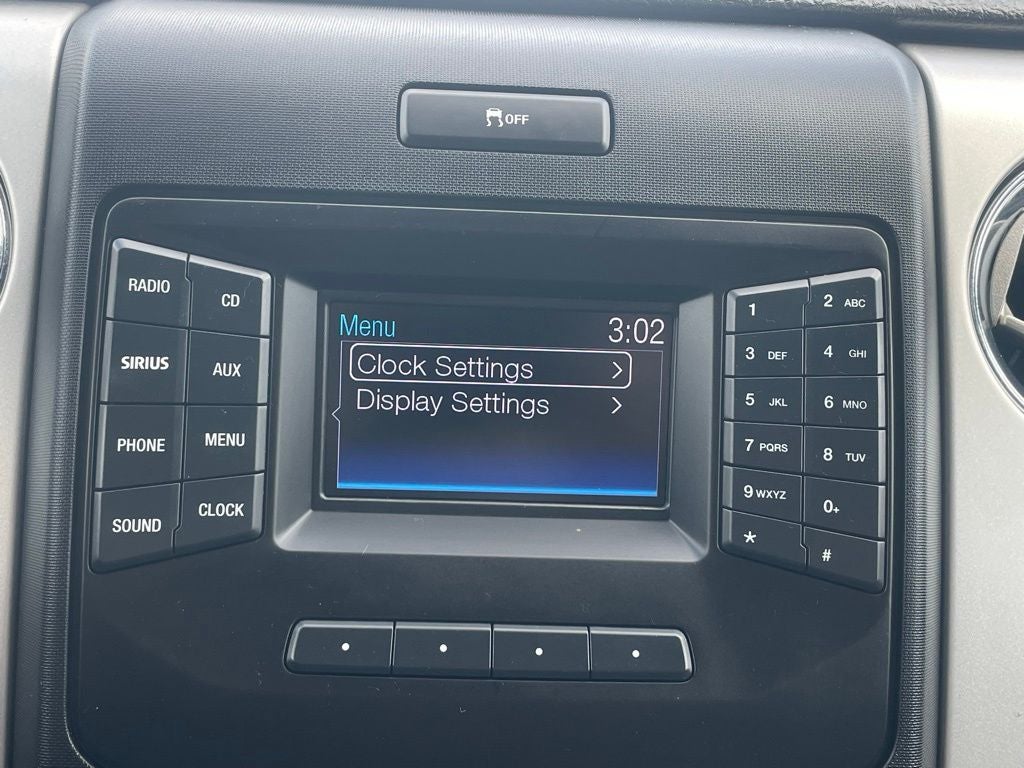 OFF
RADIO
CD
SIRIUS
AUX
PHONE
MENU
SOUND
CLOCK
Menu 3:02
Clock Settings >
Display Settings >
1
2 ABC
3 DEF
4 GHI
5 JKL
6 MNO
7 PQRS
8 TUV
9 WXYZ
0+
*
#